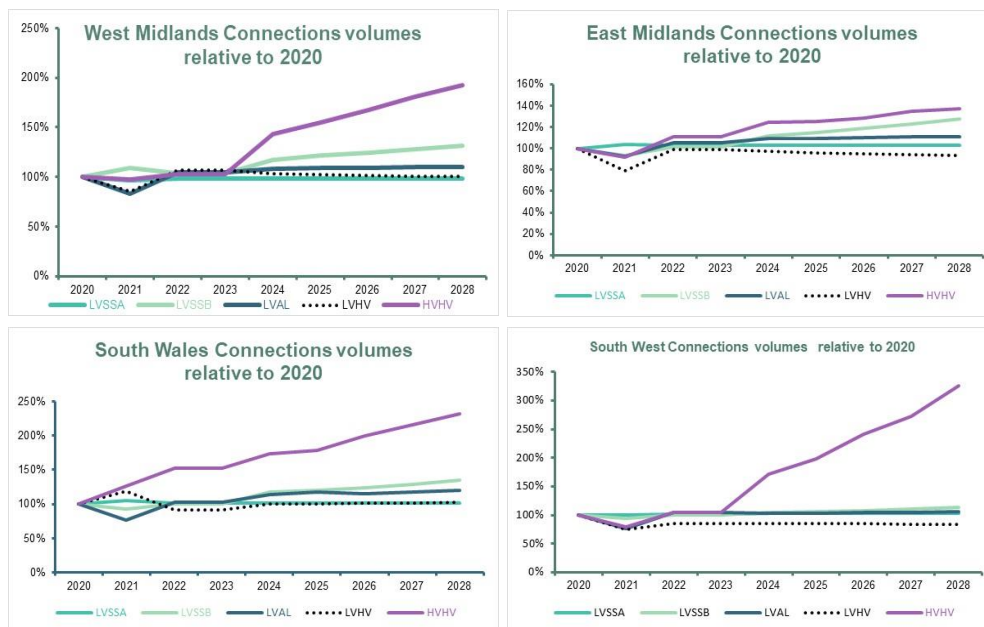 West Midlands Connections volumes
relative to 2020
250%
200%
150%
100%
50%
0%
2020 2021 2022 2023 2024 2025 2026 2027 2028
LVSSA LVSSB LVAL LVHV HVHV
East Midlands Connections volumes
relative to 2020
160%
140%
120%
100%
80%
60%
40%
20%
0%
2020 2021 2022 2023 2024 2025 2026 2027 2028
LVSSA LVSSB LVAL LVHV HVHV
South Wales Connections volumes
relative to 2020
250%
200%
150%
100%
50%
0%
2020 2021 2022 2023 2024 2025 2026 2027 2028
LVSSA LVSSB LVAL LVHV HVHV
South West Connections volumes relative to 2020
350%
300%
250%
200%
150%
100%
50%
0%
2020 2021 2022 2023 2024 2025 2026 2027 2028
LVSSA LVSSB LVAL LVHV HVHV